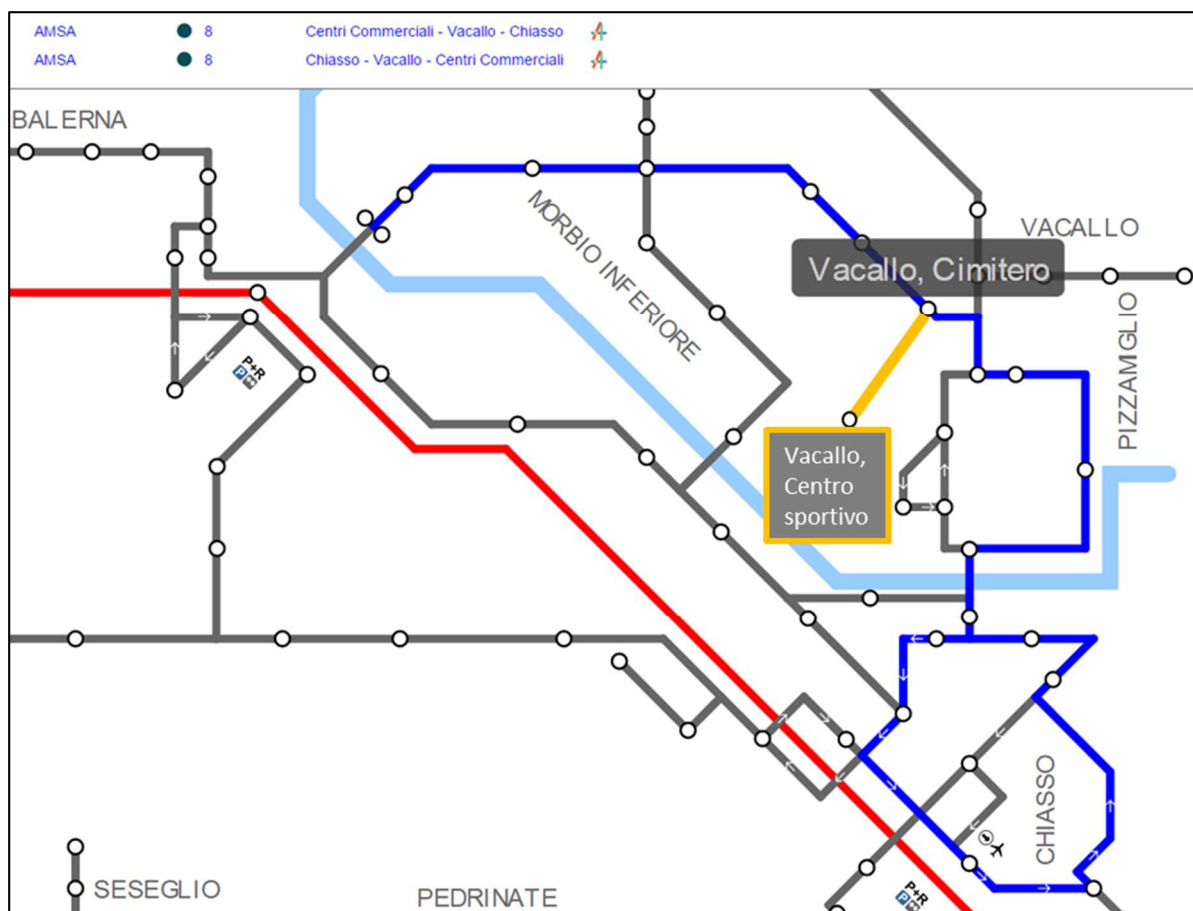 AMSA 8 Centri Commerciali - Vacallo - Chiasso
AMSA 8 Chiasso - Vacallo - Centri Commerciali
BALERNA
MORBIO INFERIORE
VACALLO
Vacallo, Cimitero
PIZZAMIGLIO
P+R
P
Vacallo,
Centro
sportivo
CHIASSO
SESEGLIO
PEDRINATE
P+R
P